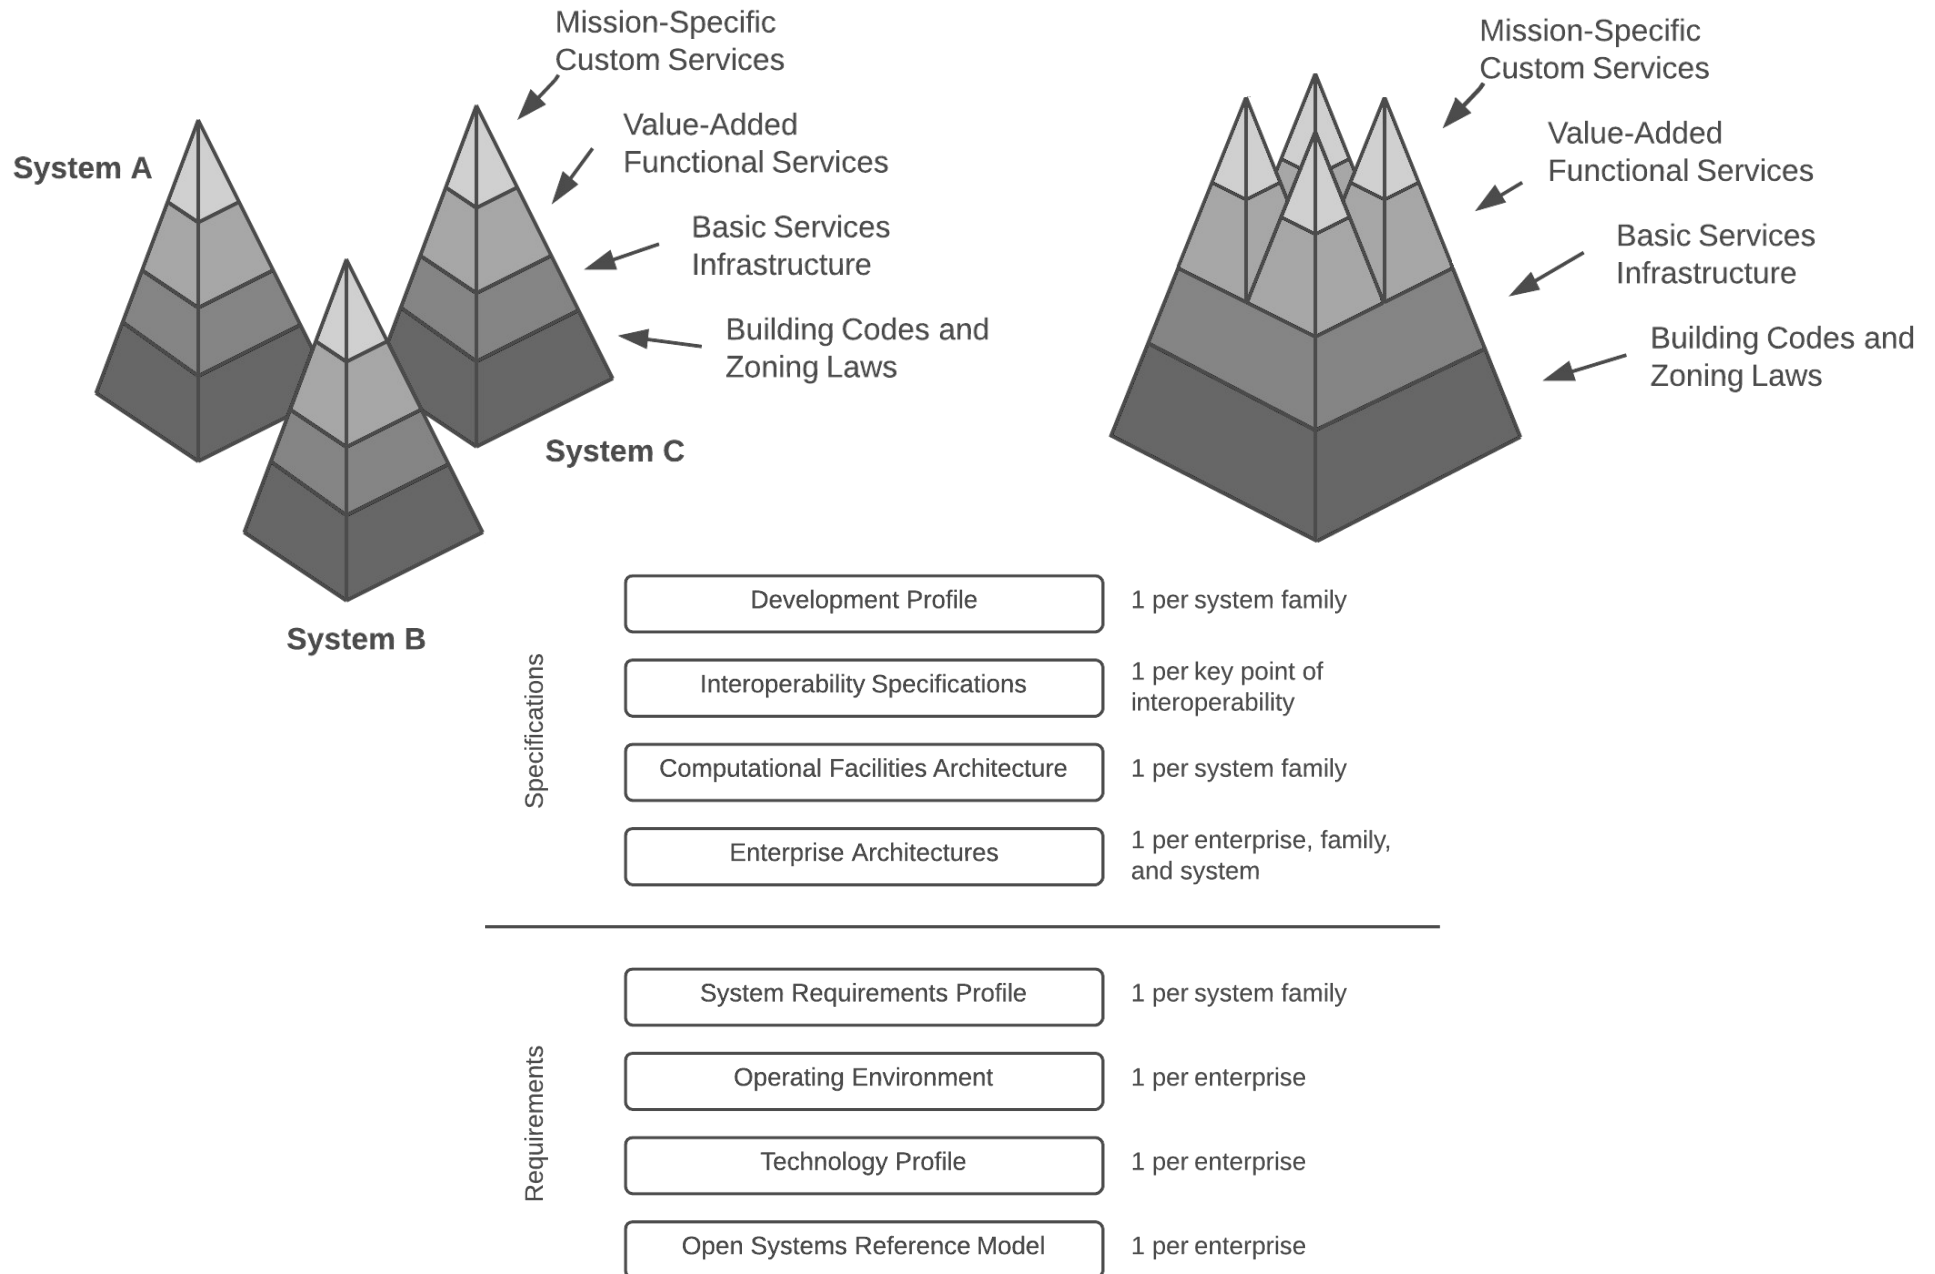 Mission-Specific
Custom Services
Value-Added
Functional Services
Basic Services
Infrastructure
Building Codes and
Zoning Laws
System A
System C
System B
Mission-Specific
Custom Services
Value-Added
Functional Services
Basic Services
Infrastructure
Building Codes and
Zoning Laws
Specifications
Development Profile
1 per system family
Interoperability Specifications
1 per key point of
interoperability
Computational Facilities Architecture
1 per system family
Enterprise Architectures
1 per enterprise, family,
and system
Requirements
System Requirements Profile
1 per system family
Operating Environment
1 per enterprise
Technology Profile
1 per enterprise
Open Systems Reference Model
1 per enterprise